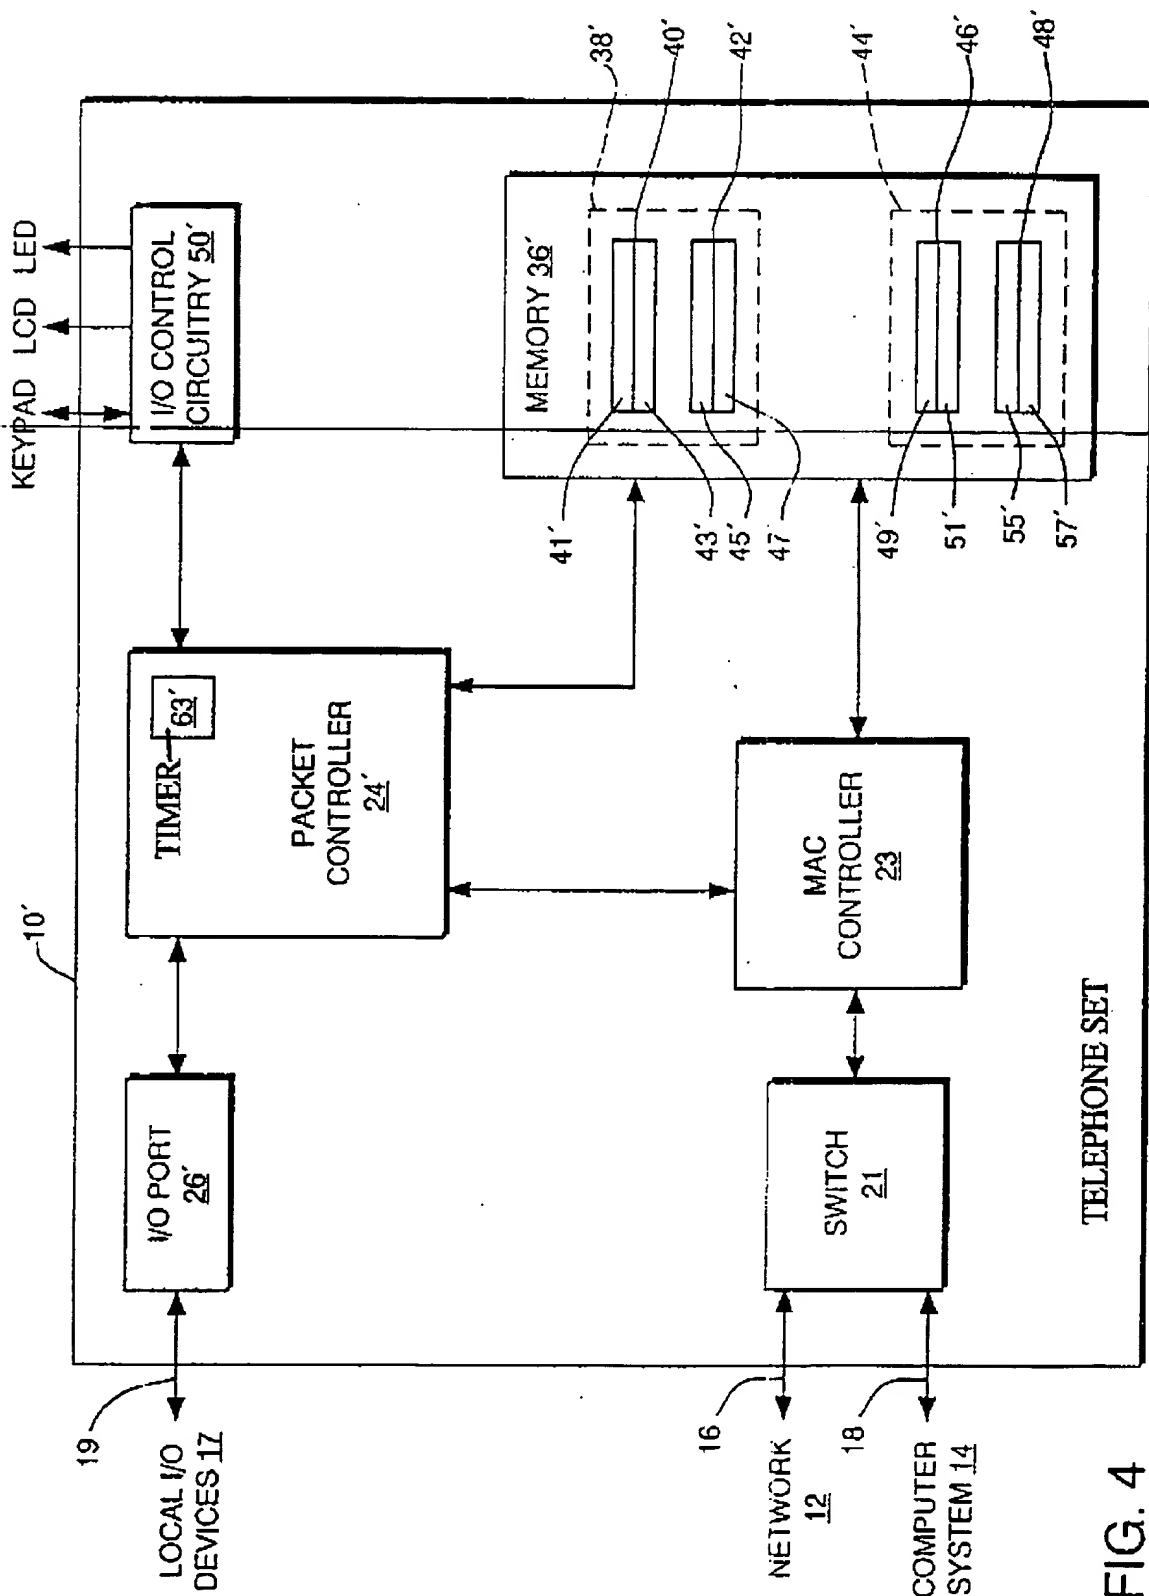 10´
LOCAL I/O
DEVICES 17
19
I/O PORT
26´
TIMER
63´
PACKET
CONTROLLER
24´
I/O CONTROL
CIRCUITRY 50´
KEYPAD LCD LED
NETWORK
12
16
COMPUTER
SYSTEM 14
18
SWITCH
21
MAC
CONTROLLER
23
MEMORY 36´
38´
40´
42´
44´
46´
48´
41´
43´
45´
47´
49´
51´
55´
57´
TELEPHONE SET
FIG. 4